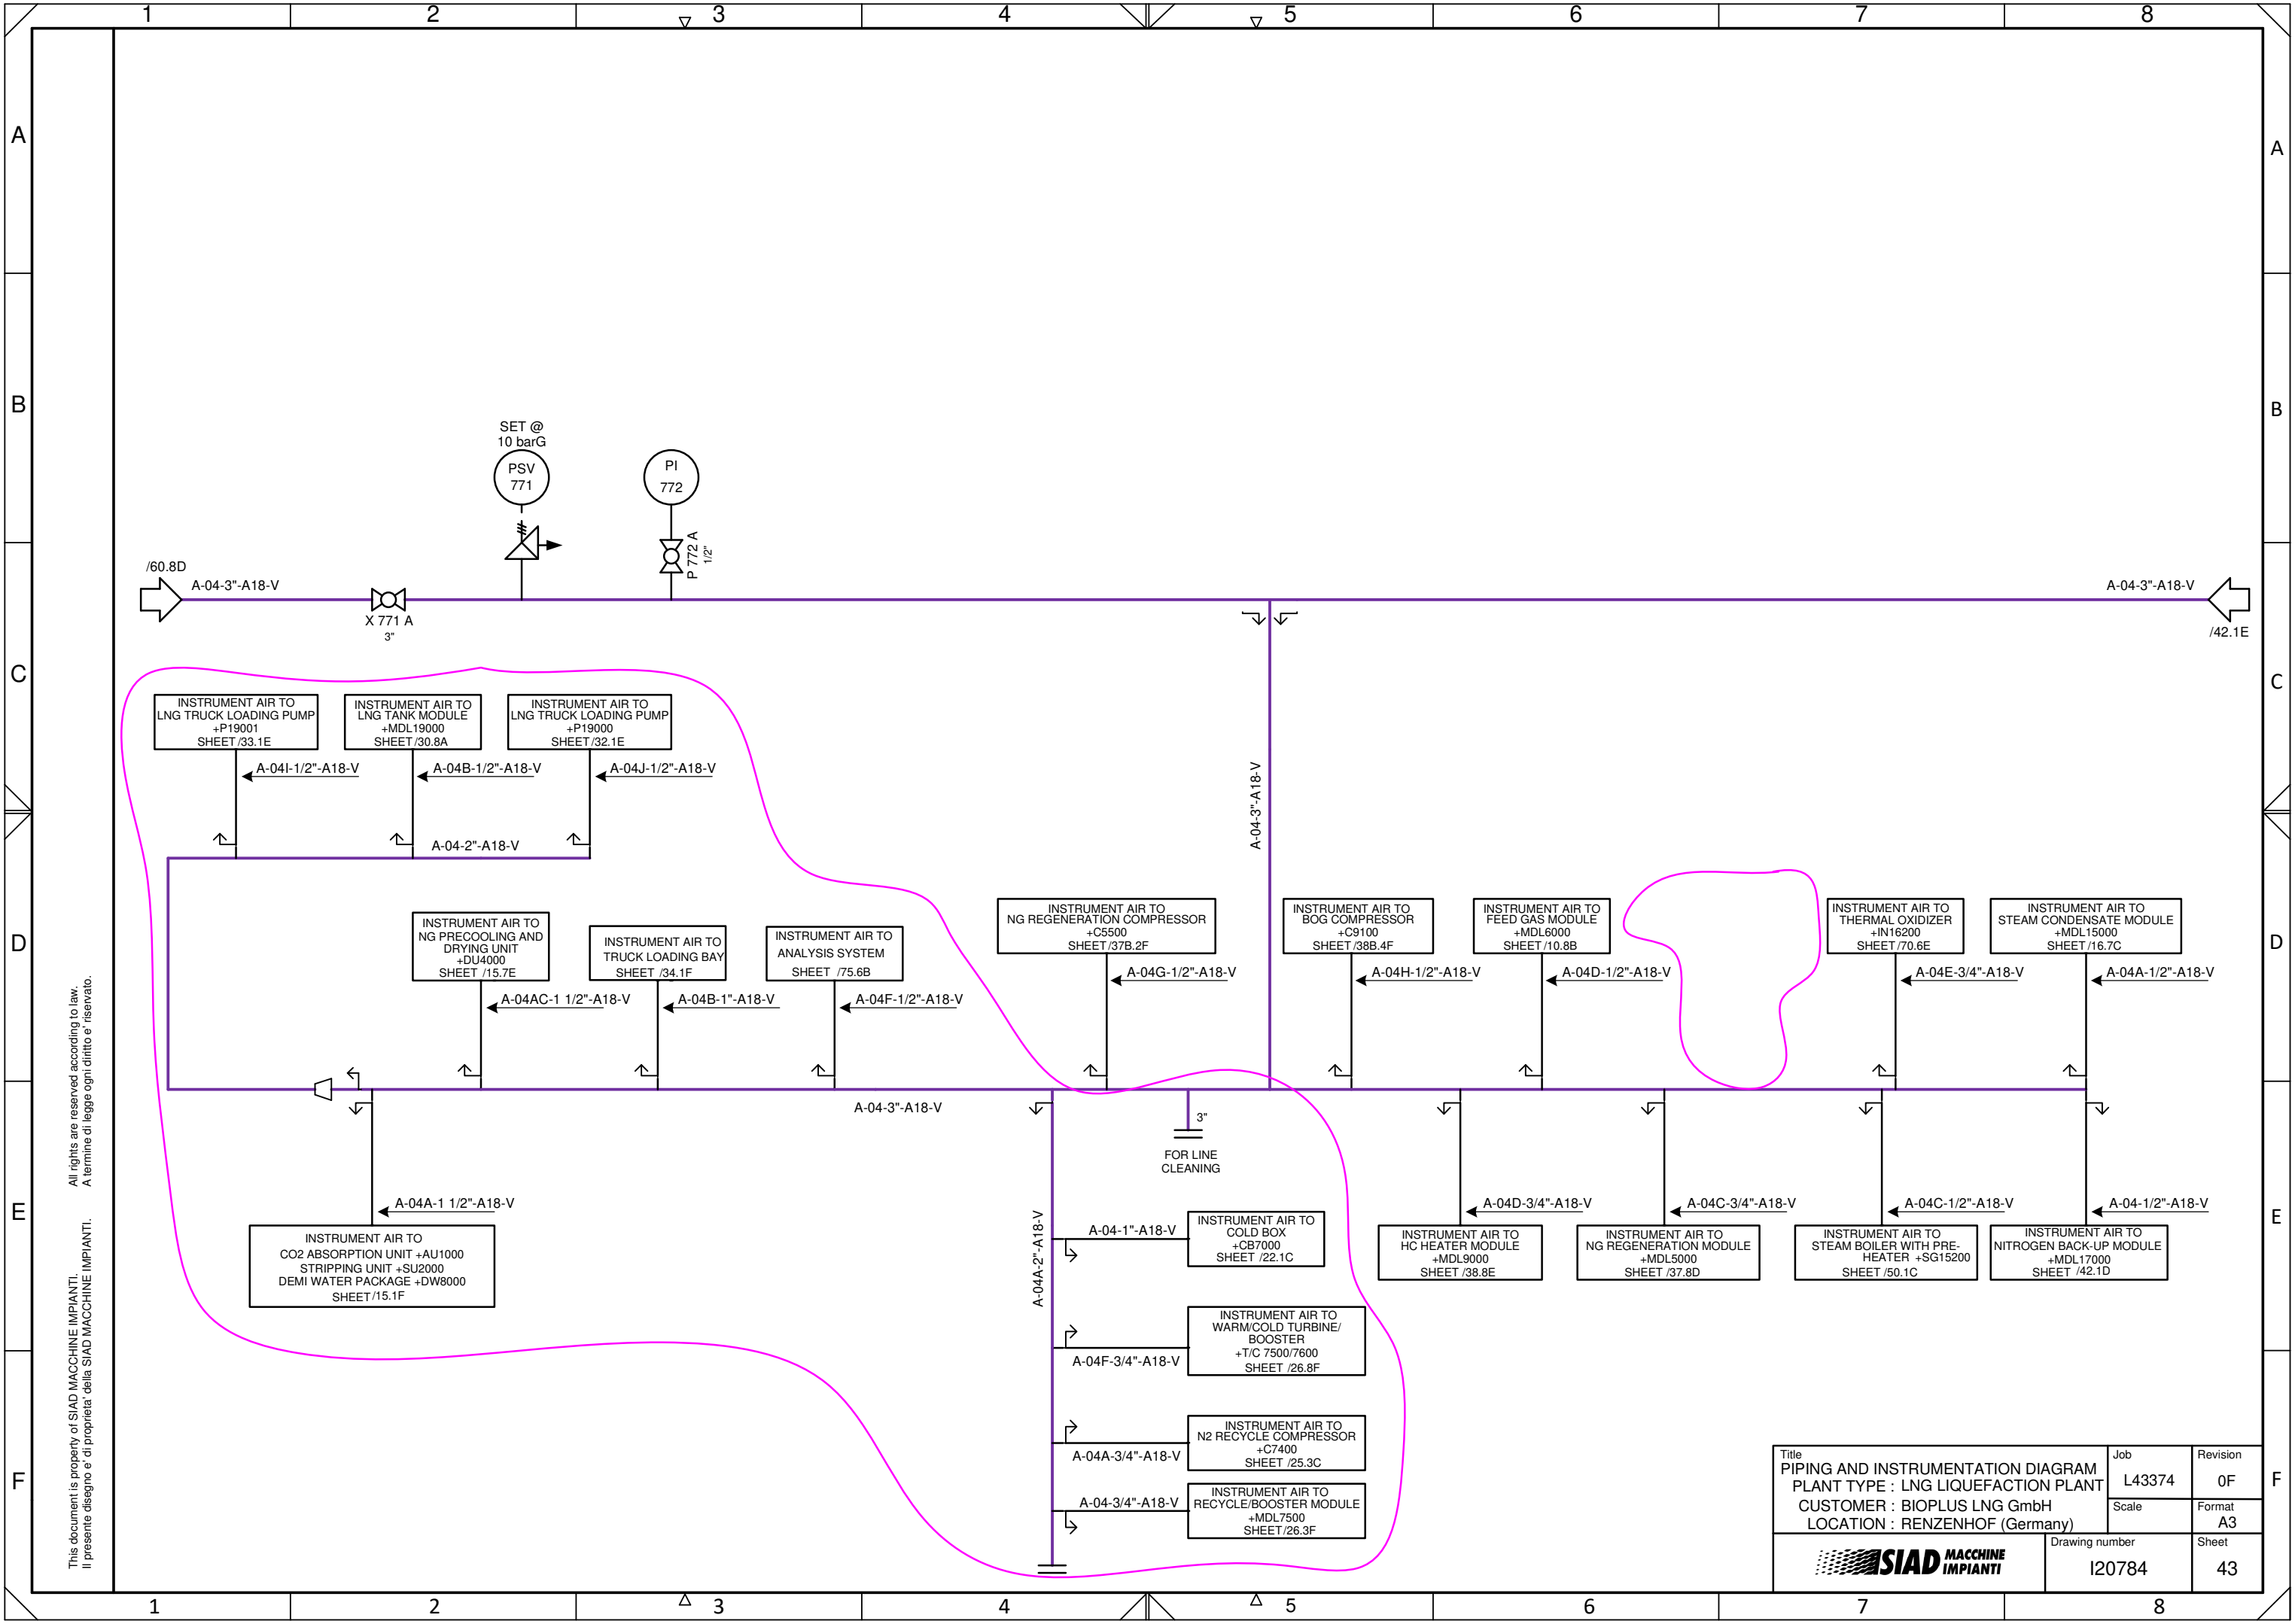 1 2 3 4 5 6 7 8
A A
B B
C C
D D
E E
F F
SET @
10 barG
PSV
771
PI
772
P 772 A
1/2"
/60.8D
A-04-3"-A18-V
X 771 A
3"
A-04-3"-A18-V
/42.1E
INSTRUMENT AIR TO
LNG TRUCK LOADING PUMP
+P19001
SHEET /33.1E
INSTRUMENT AIR TO
LNG TANK MODULE
+MDL19000
SHEET /30.8A
INSTRUMENT AIR TO
LNG TRUCK LOADING PUMP
+P19000
SHEET /32.1E
A-04I-1/2"-A18-V
A-04B-1/2"-A18-V
A-04J-1/2"-A18-V
A-04-2"-A18-V
A-04-3"-A18-V
INSTRUMENT AIR TO
NG PRECOOLING AND
DRYING UNIT
+DU4000
SHEET /15.7E
INSTRUMENT AIR TO
TRUCK LOADING BAY
SHEET /34.1F
INSTRUMENT AIR TO
ANALYSIS SYSTEM
SHEET /75.6B
INSTRUMENT AIR TO
NG REGENERATION COMPRESSOR
+C5500
SHEET/37B.2F
INSTRUMENT AIR TO
BOG COMPRESSOR
+C9100
SHEET /38B.4F
INSTRUMENT AIR TO
FEED GAS MODULE
+MDL6000
SHEET /10.8B
INSTRUMENT AIR TO
THERMAL OXIDIZER
+IN16200
SHEET /70.6E
INSTRUMENT AIR TO
STEAM CONDENSATE MODULE
+MDL15000
SHEET /16.7C
A-04AC-1 1/2"-A18-V
A-04B-1"-A18-V
A-04F-1/2"-A18-V
A-04G-1/2"-A18-V
A-04H-1/2"-A18-V
A-04D-1/2"-A18-V
A-04E-3/4"-A18-V
A-04A-1/2"-A18-V
A-04-3"-A18-V
3"
FOR LINE
CLEANING
A-04A-1 1/2"-A18-V
INSTRUMENT AIR TO
CO2 ABSORPTION UNIT +AU1000
STRIPPING UNIT +SU2000
DEMI WATER PACKAGE +DW8000
SHEET /15.1F
A-04A-2"-A18-V
A-04-1"-A18-V
INSTRUMENT AIR TO
COLD BOX
+CB7000
SHEET /22.1C
A-04F-3/4"-A18-V
INSTRUMENT AIR TO
WARM/COLD TURBINE/
BOOSTER
+T/C 7500/7600
SHEET /26.8F
A-04A-3/4"-A18-V
INSTRUMENT AIR TO
N2 RECYCLE COMPRESSOR
+C7400
SHEET /25.3C
A-04-3/4"-A18-V
INSTRUMENT AIR TO
RECYCLE/BOOSTER MODULE
+MDL7500
SHEET/26.3F
A-04D-3/4"-A18-V
INSTRUMENT AIR TO
HC HEATER MODULE
+MDL9000
SHEET /38.8E
A-04C-3/4"-A18-V
INSTRUMENT AIR TO
NG REGENERATION MODULE
+MDL5000
SHEET /37.8D
A-04C-1/2"-A18-V
INSTRUMENT AIR TO
STEAM BOILER WITH PRE-
HEATER +SG15200
SHEET /50.1C
A-04-1/2"-A18-V
INSTRUMENT AIR TO
NITROGEN BACK-UP MODULE
+MDL17000
SHEET /42.1D
This document is property of SIAD MACCHINE IMPIANTI. All rights are reserved according to law.
Il presente disegno e' di proprieta' della SIAD MACCHINE IMPIANTI. A termine di legge ogni diritto e' riservato.
Title
PIPING AND INSTRUMENTATION DIAGRAM
PLANT TYPE : LNG LIQUEFACTION PLANT
CUSTOMER : BIOPLUS LNG GmbH
LOCATION : RENZENHOF (Germany)
Job
L43374
Revision
0F
Scale
Format
A3
SIAD MACCHINE
IMPIANTI
Drawing number
I20784
Sheet
43
1 2 3 4 5 6 7 8